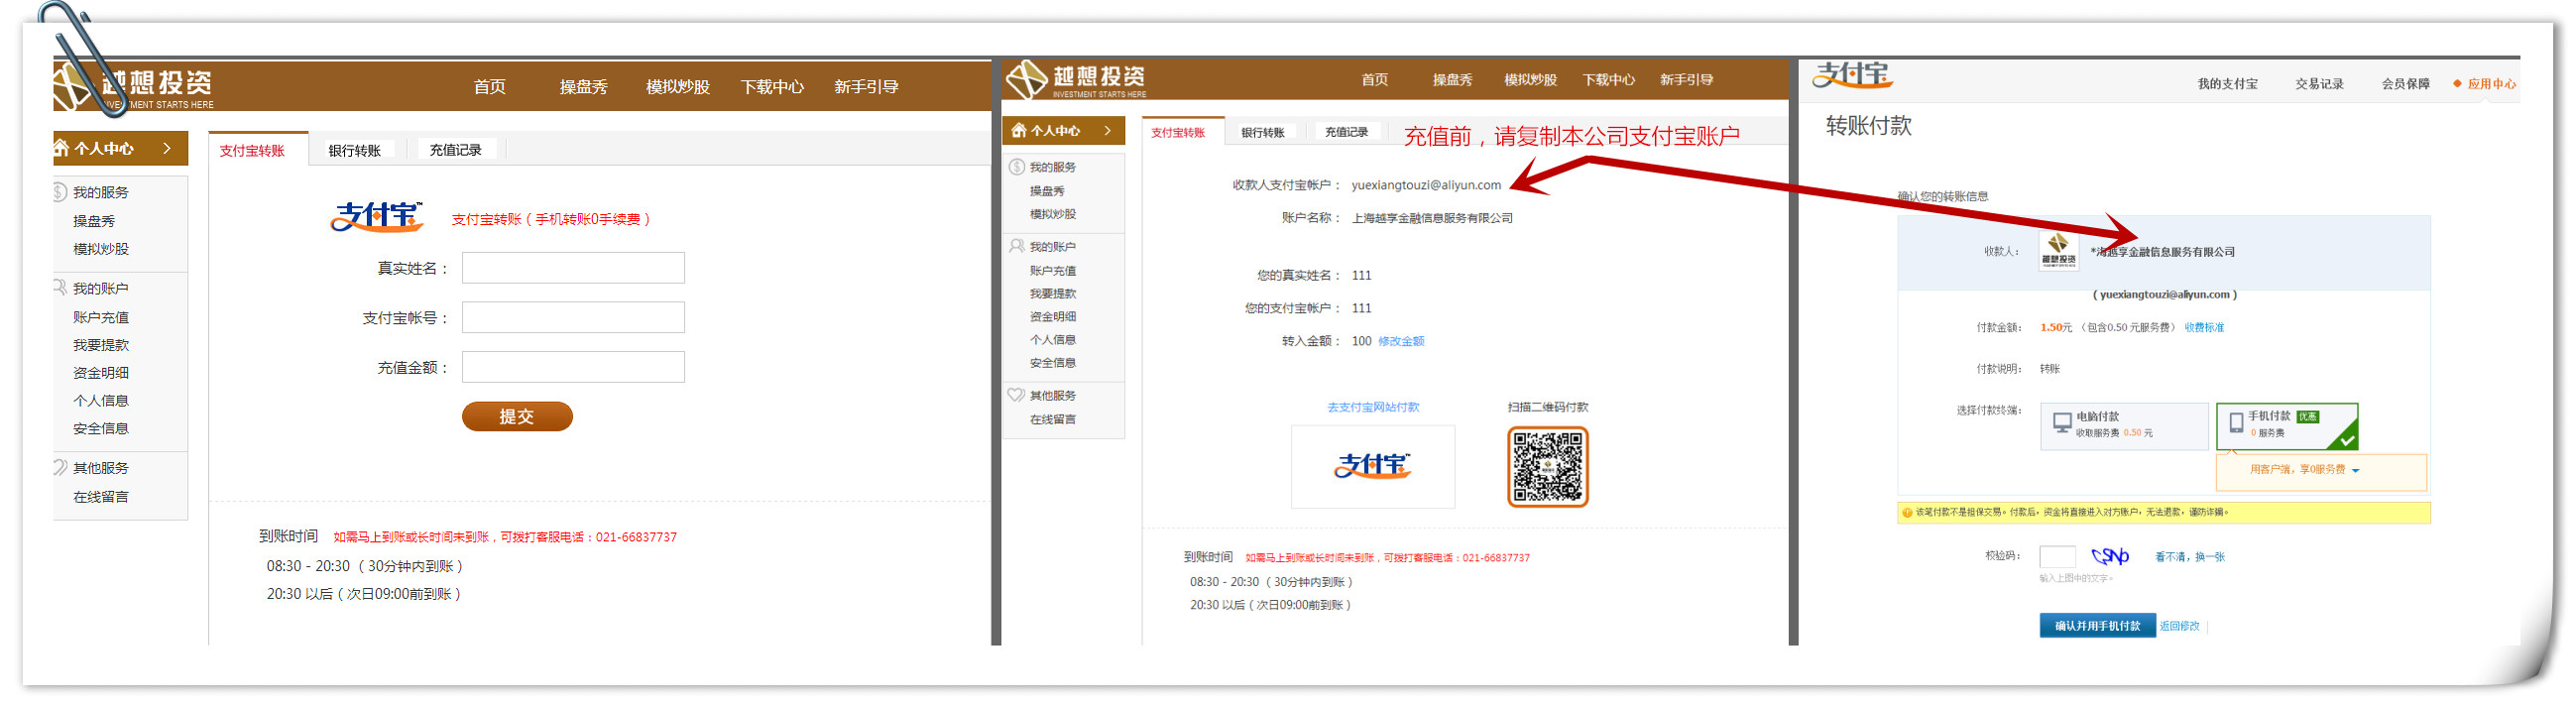 越想投资
INVESTMENT STARTS HERE
首页 操盘秀 模拟炒股 下载中心 新手引导
个人中心
我的服务
操盘秀
模拟炒股
我的账户
账户充值
我要提款
资金明细
个人信息
安全信息
其他服务
在线留言
支付宝转账 银行转账 充值记录
支付宝 支付宝转账（手机转账0手续费）
真实姓名：
支付宝帐号：
充值金额：
提交
到账时间 如需马上到账或长时间未到账，可拨打客服电话：021-66837737
08:30 - 20:30 （30分钟内到账）
20:30 以后（次日09:00前到账）
越想投资
INVESTMENT STARTS HERE
首页 操盘秀 模拟炒股 下载中心 新手引导
个人中心
我的服务
操盘秀
模拟炒股
我的账户
账户充值
我要提款
资金明细
个人信息
安全信息
其他服务
在线留言
支付宝转账 银行转账 充值记录
充值前，请复制本公司支付宝账户
收款人支付宝帐户： yuexiangtouzi@aliyun.com
账户名称： 上海越享金融信息服务有限公司
您的真实姓名： 111
您的支付宝帐户： 111
转入金额： 100 修改金额
去支付宝网站付款 扫描二维码付款
支付宝
到账时间 如需马上到账或长时间未到账，可拨打客服电话：021-66837737
08:30 - 20:30 （30分钟内到账）
20:30 以后（次日09:00前到账）
支付宝
我的支付宝 交易记录 会员保障 应用中心
转账付款
确认您的转账信息
收款人： 越想投资 *海越享金融信息服务有限公司
（yuexiangtouzi@aliyun.com）
付款金额： 1.50元 （包含0.50 元服务费） 收费标准
付款说明： 转账
选择付款终端： 电脑付款 手机付款 优惠
收取服务费 0.50 元 0 服务费
用客户端，享0服务费
该笔付款不是担保交易。付款后，资金将直接进入对方账户，无法退款，谨防诈骗。
校验码： 看不清，换一张
输入上图中的文字。
确认并用手机付款 返回修改